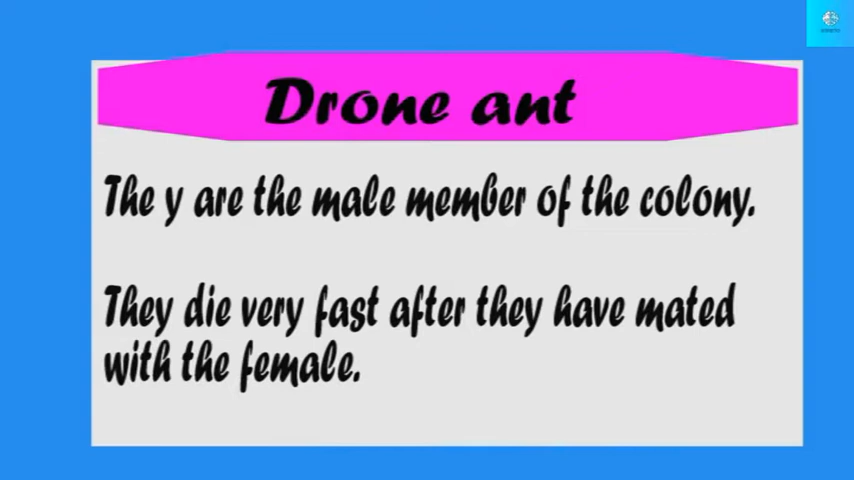 Drone ant
The y are the male member of the colony.
They die very fast after they have mated
with the female.